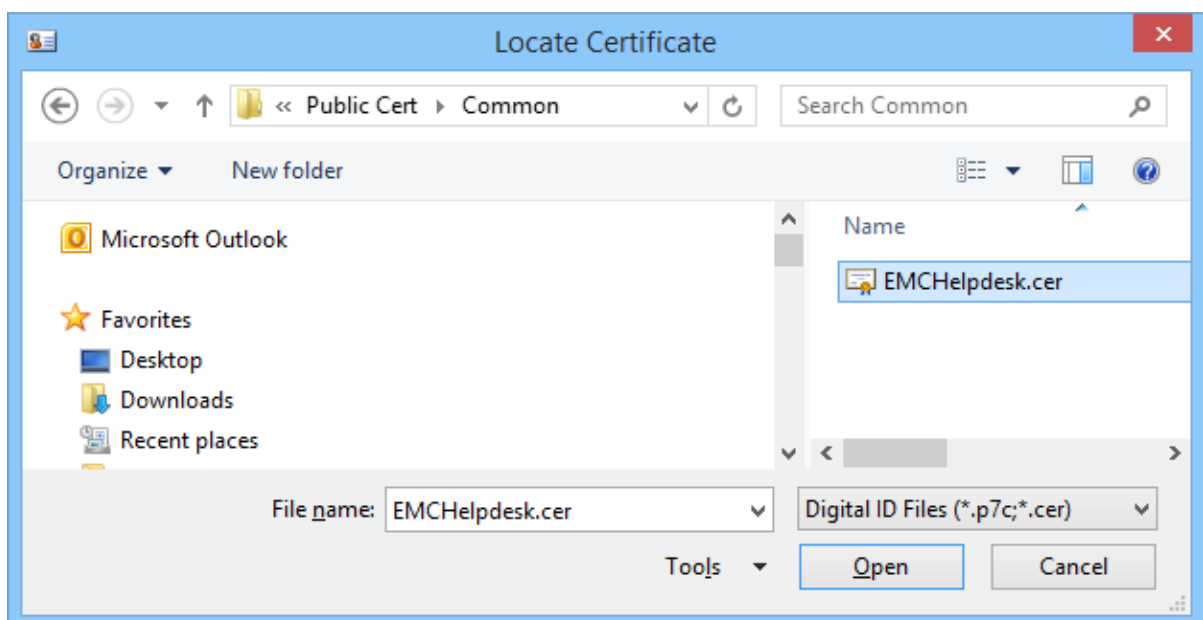 Locate Certificate
« Public Cert Common
Search Common
Organize
New folder
Microsoft Outlook
Name
EMCHelpdesk.cer
Favorites
Desktop
Downloads
Recent places
File name: EMCHelpdesk.cer
Digital ID Files (*.p7c;*.cer)
Tools
Open
Cancel